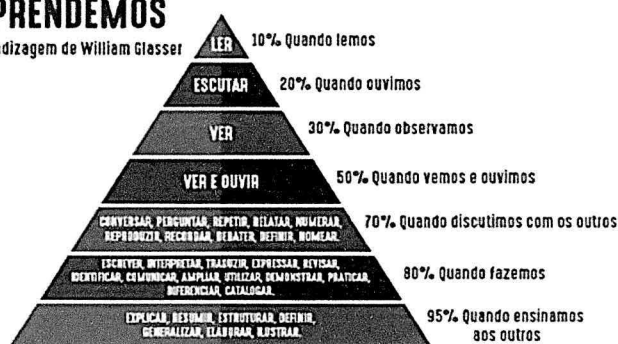 PRENDEMOS
dizagem de William Glasser
LER
10% Quando lemos
ESCUTAR
20% Quando ouvimos
VER
30% Quando observamos
VER E OUVIR
50% Quando vemos e ouvimos
CONVERSAR, PERGUNTAR, REPETIR, RELATAR, NUMERAR,
REPRODUZIR, RECORDAR, DEBATER, DEFINIR, NOMEAR.
70% Quando discutimos com os outros
ESCREVER, INTERPRETAR, TRADUZIR, EXPRESSAR, REVISAR,
IDENTIFICAR, COMUNICAR, AMPLIAR, UTILIZAR, DEMONSTRAR, PRATICAR,
DIFERENCIAR, CATALOGAR.
80% Quando fazemos
EXPLICAR, RESUMIR, ESTRUTURAR, DEFINIR,
GENERALIZAR, ELABORAR, ILUSTRAR.
95% Quando ensinamos
aos outros